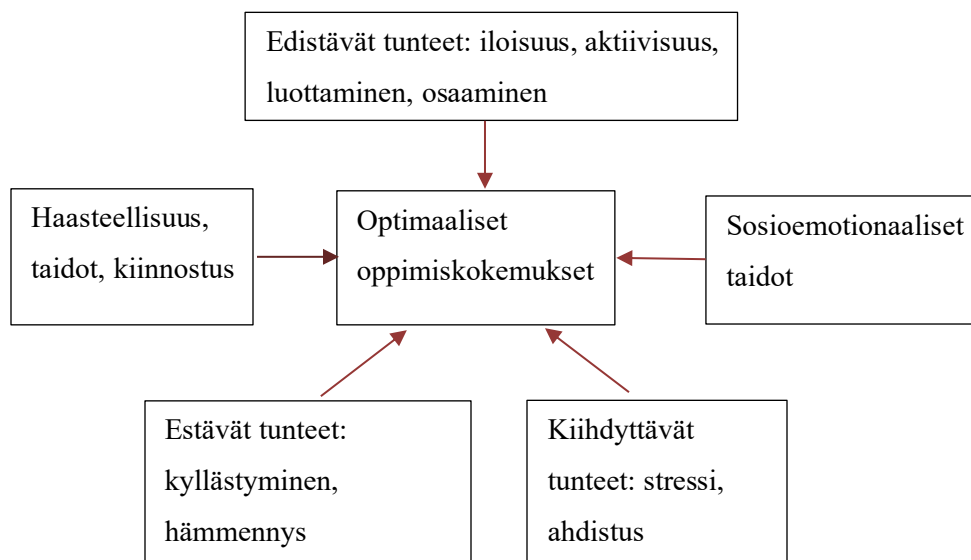 Edistävät tunteet: iloisuus, aktiivisuus,
luottaminen, osaaminen
Haasteellisuus,
taidot, kiinnostus
Optimaaliset
oppimiskokemukset
Sosioemotionaaliset
taidot
Estävät tunteet:
kyllästyminen,
hämmennys
Kiihdyttävät
tunteet: stressi,
ahdistus